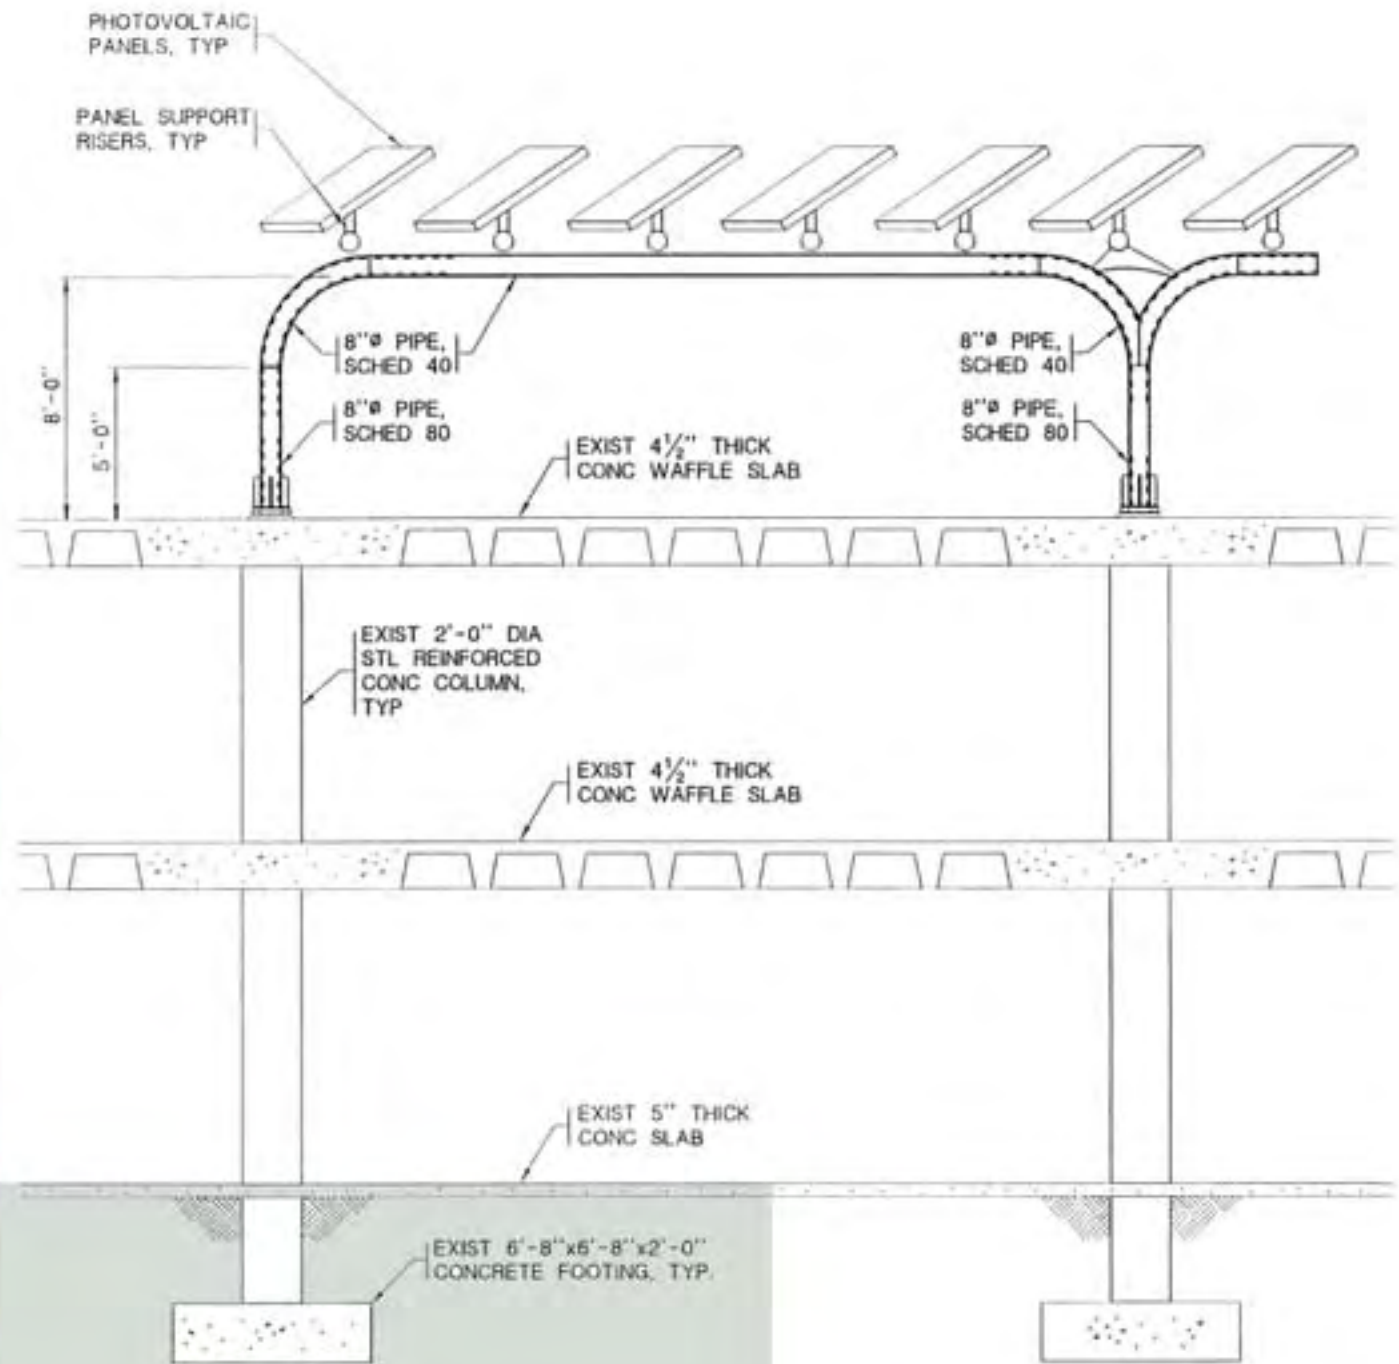 PHOTOVOLTAIC
PANELS, TYP
PANEL SUPPORT
RISERS, TYP
8"ø PIPE,
SCHED 40
8"ø PIPE,
SCHED 40
8'-0"
5'-0"
8"ø PIPE,
SCHED 80
8"ø PIPE,
SCHED 80
EXIST 4½" THICK
CONC WAFFLE SLAB
EXIST 2'-0" DIA
STL REINFORCED
CONC COLUMN,
TYP
EXIST 4½" THICK
CONC WAFFLE SLAB
EXIST 5" THICK
CONC SLAB
EXIST 6'-8"x6'-8"x2'-0"
CONCRETE FOOTING, TYP.